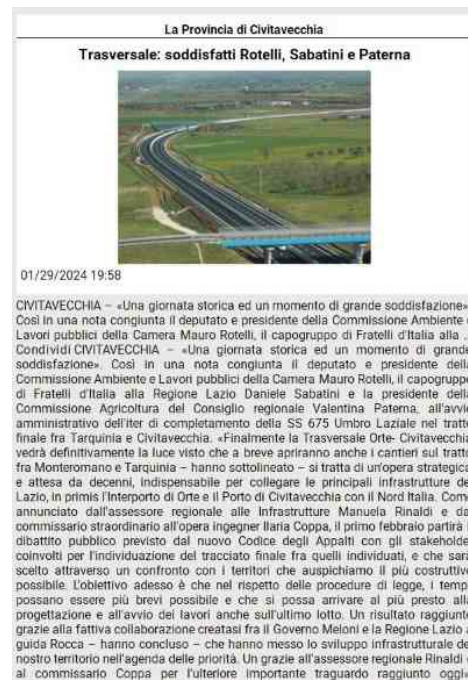 La Provincia di Civitavecchia
Trasversale: soddisfatti Rotelli, Sabatini e Paterna
01/29/2024 19:58
CIVITAVECCHIA – «Una giornata storica ed un momento di grande soddisfazione»
Così in una nota congiunta il deputato e presidente della Commissione Ambiente e
Lavori pubblici della Camera Mauro Rotelli, il capogruppo di Fratelli d'Italia alla ..
Condividi CIVITAVECCHIA – «Una giornata storica ed un momento di grande
soddisfazione». Così in una nota congiunta il deputato e presidente della
Commissione Ambiente e Lavori pubblici della Camera Mauro Rotelli, il capogruppo
di Fratelli d'Italia alla Regione Lazio Daniele Sabatini e la presidente della
Commissione Agricoltura del Consiglio regionale Valentina Paterna, all'avvio
amministrativo dell'iter di completamento della SS 675 Umbro Laziale nel tratto
finale fra Tarquinia e Civitavecchia. «Finalmente la Trasversale Orte- Civitavecchia
vedrà definitivamente la luce visto che a breve apriranno anche i cantieri sul tratto
fra Monteromano e Tarquinia – hanno sottolineato – si tratta di un'opera strategica
e attesa da decenni, indispensabile per collegare le principali infrastrutture del
Lazio, in primis l'Interporto di Orte e il Porto di Civitavecchia con il Nord Italia. Come
annunciato dall'assessore regionale alle Infrastrutture Manuela Rinaldi e dal
commissario straordinario all'opera ingegner Ilaria Coppa, il primo febbraio partirà il
dibattito pubblico previsto dal nuovo Codice degli Appalti con gli stakeholder
coinvolti per l'individuazione del tracciato finale fra quelli individuati, e che sarà
scelto attraverso un confronto con i territori che auspichiamo il più costruttivo
possibile. L'obiettivo adesso è che nel rispetto delle procedure di legge, i tempi
possano essere più brevi possibile e che si possa arrivare al più presto alla
progettazione e all'avvio dei lavori anche sull'ultimo lotto. Un risultato raggiunto
grazie alla fattiva collaborazione creatasi fra il Governo Meloni e la Regione Lazio a
guida Rocca – hanno concluso – che hanno messo lo sviluppo infrastrutturale del
nostro territorio nell'agenda delle priorità. Un grazie all'assessore regionale Rinaldi e
al commissario Coppa per l'ulteriore importante traguardo raggiunto oggi»